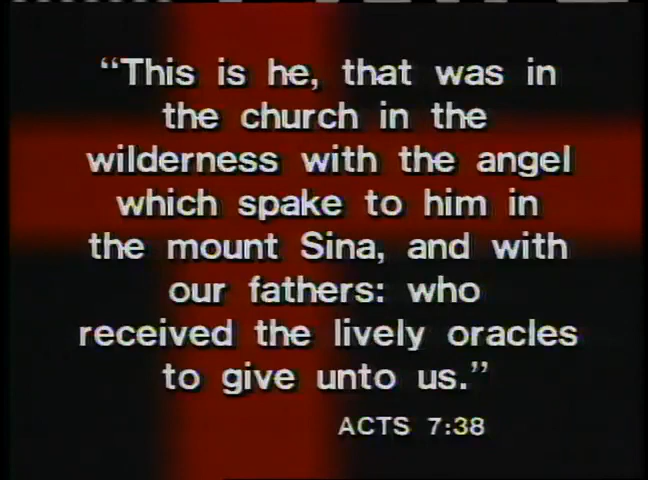 “This is he, that was in
the church in the
wilderness with the angel
which spake to him in
the mount Sina, and with
our fathers: who
received the lively oracles
to give unto us.”
ACTS 7:38